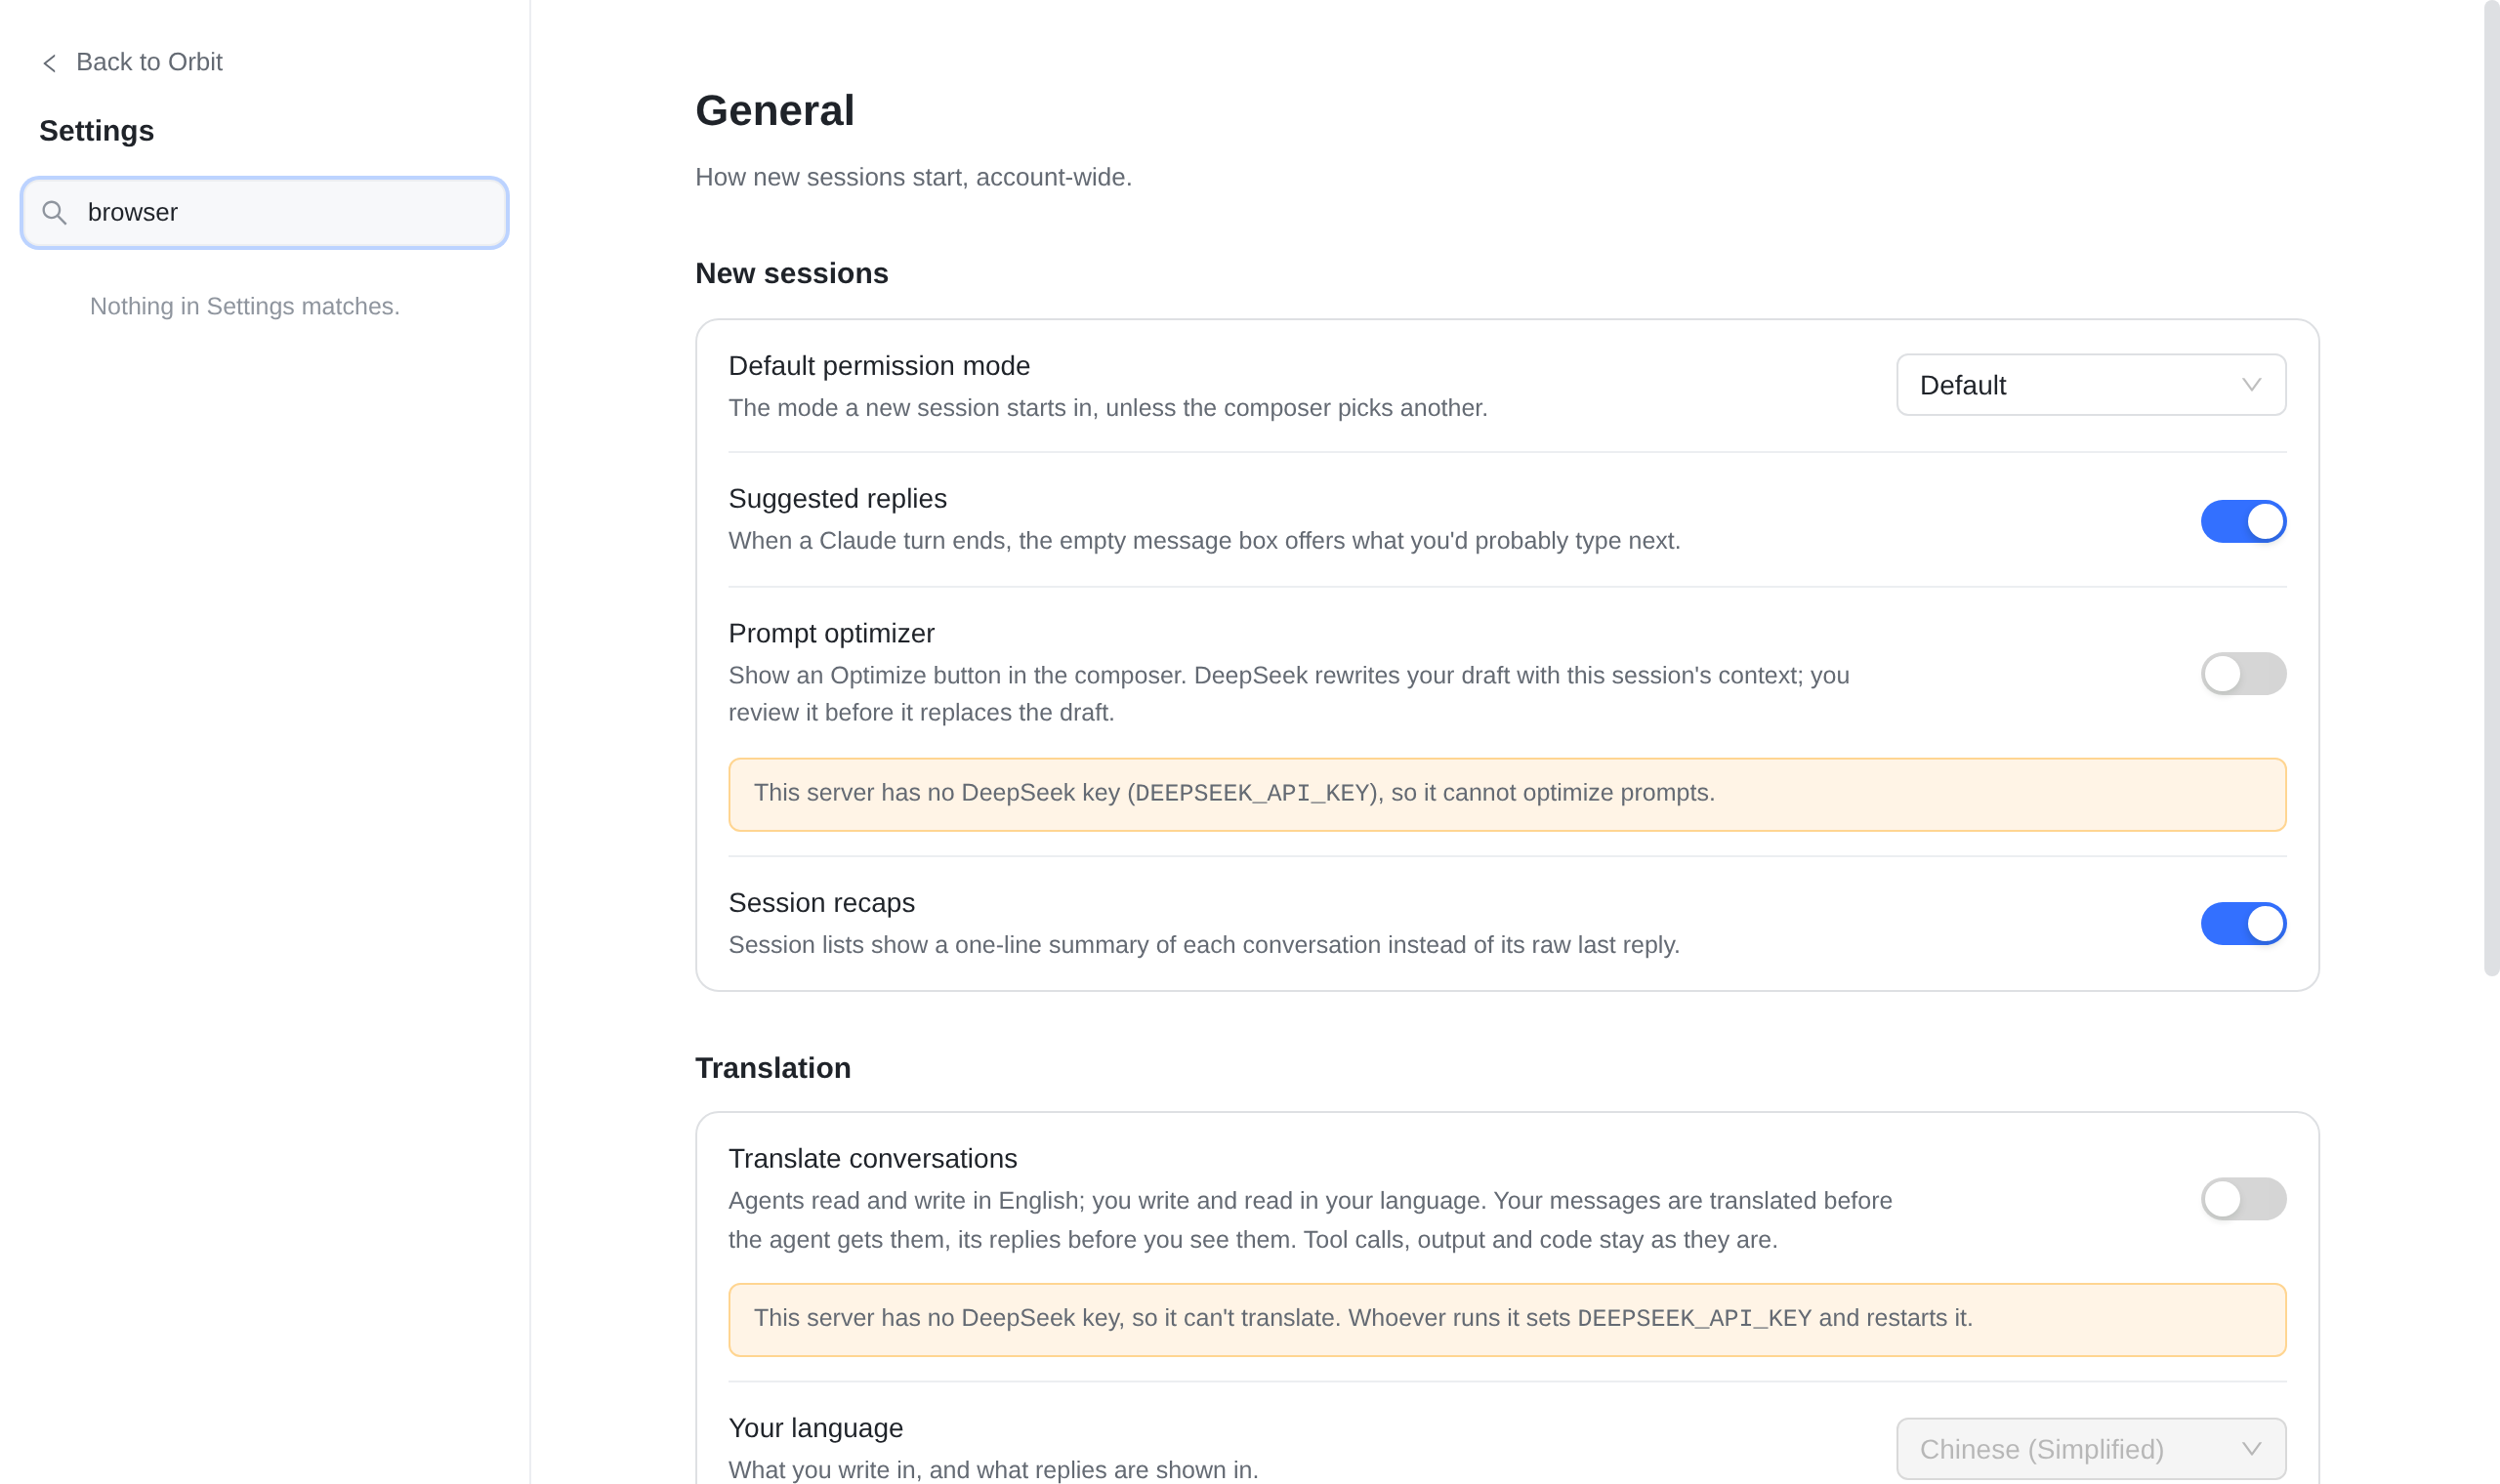 Back to Orbit
Settings
browser
Nothing in Settings matches.
General
How new sessions start, account-wide.
New sessions
Default permission mode
The mode a new session starts in, unless the composer picks another.
Default
Suggested replies
When a Claude turn ends, the empty message box offers what you'd probably type next.
Prompt optimizer
Show an Optimize button in the composer. DeepSeek rewrites your draft with this session's context; you
review it before it replaces the draft.
This server has no DeepSeek key (DEEPSEEK_API_KEY), so it cannot optimize prompts.
Session recaps
Session lists show a one-line summary of each conversation instead of its raw last reply.
Translation
Translate conversations
Agents read and write in English; you write and read in your language. Your messages are translated before
the agent gets them, its replies before you see them. Tool calls, output and code stay as they are.
This server has no DeepSeek key, so it can't translate. Whoever runs it sets DEEPSEEK_API_KEY and restarts it.
Your language
What you write in, and what replies are shown in.
Chinese (Simplified)